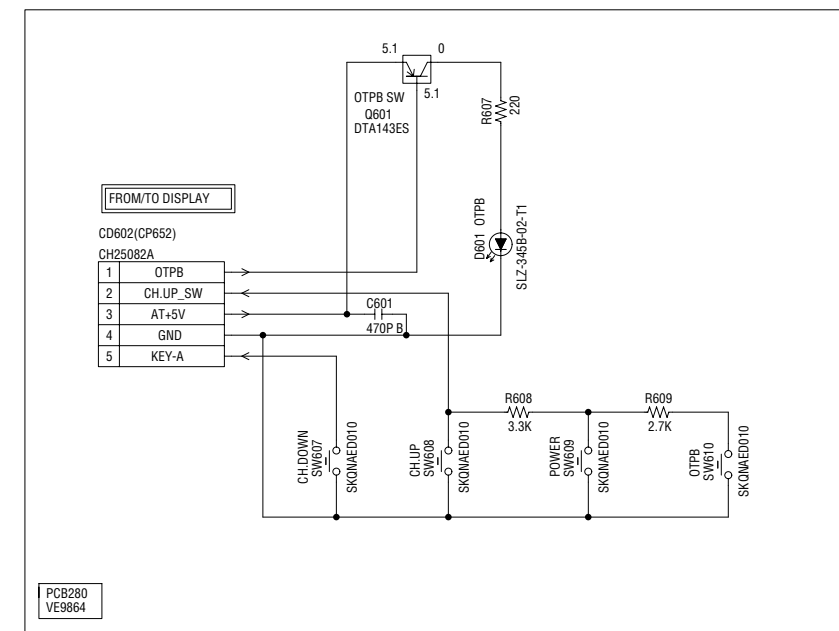 5.1 0
5.1
OTPB SW
Q601
DTA143ES
R607
220
D601 OTPB
SLZ-345B-02-T1
FROM/TO DISPLAY
CD602(CP652)
CH25082A
1 OTPB
2 CH.UP_SW
3 AT+5V
4 GND
5 KEY-A
C601
470P B
R608
3.3K
R609
2.7K
CH.DOWN
SW607
SKQNAED010
CH.UP
SW608
SKQNAED010
POWER
SW609
SKQNAED010
OTPB
SW610
SKQNAED010
PCB280
VE9864